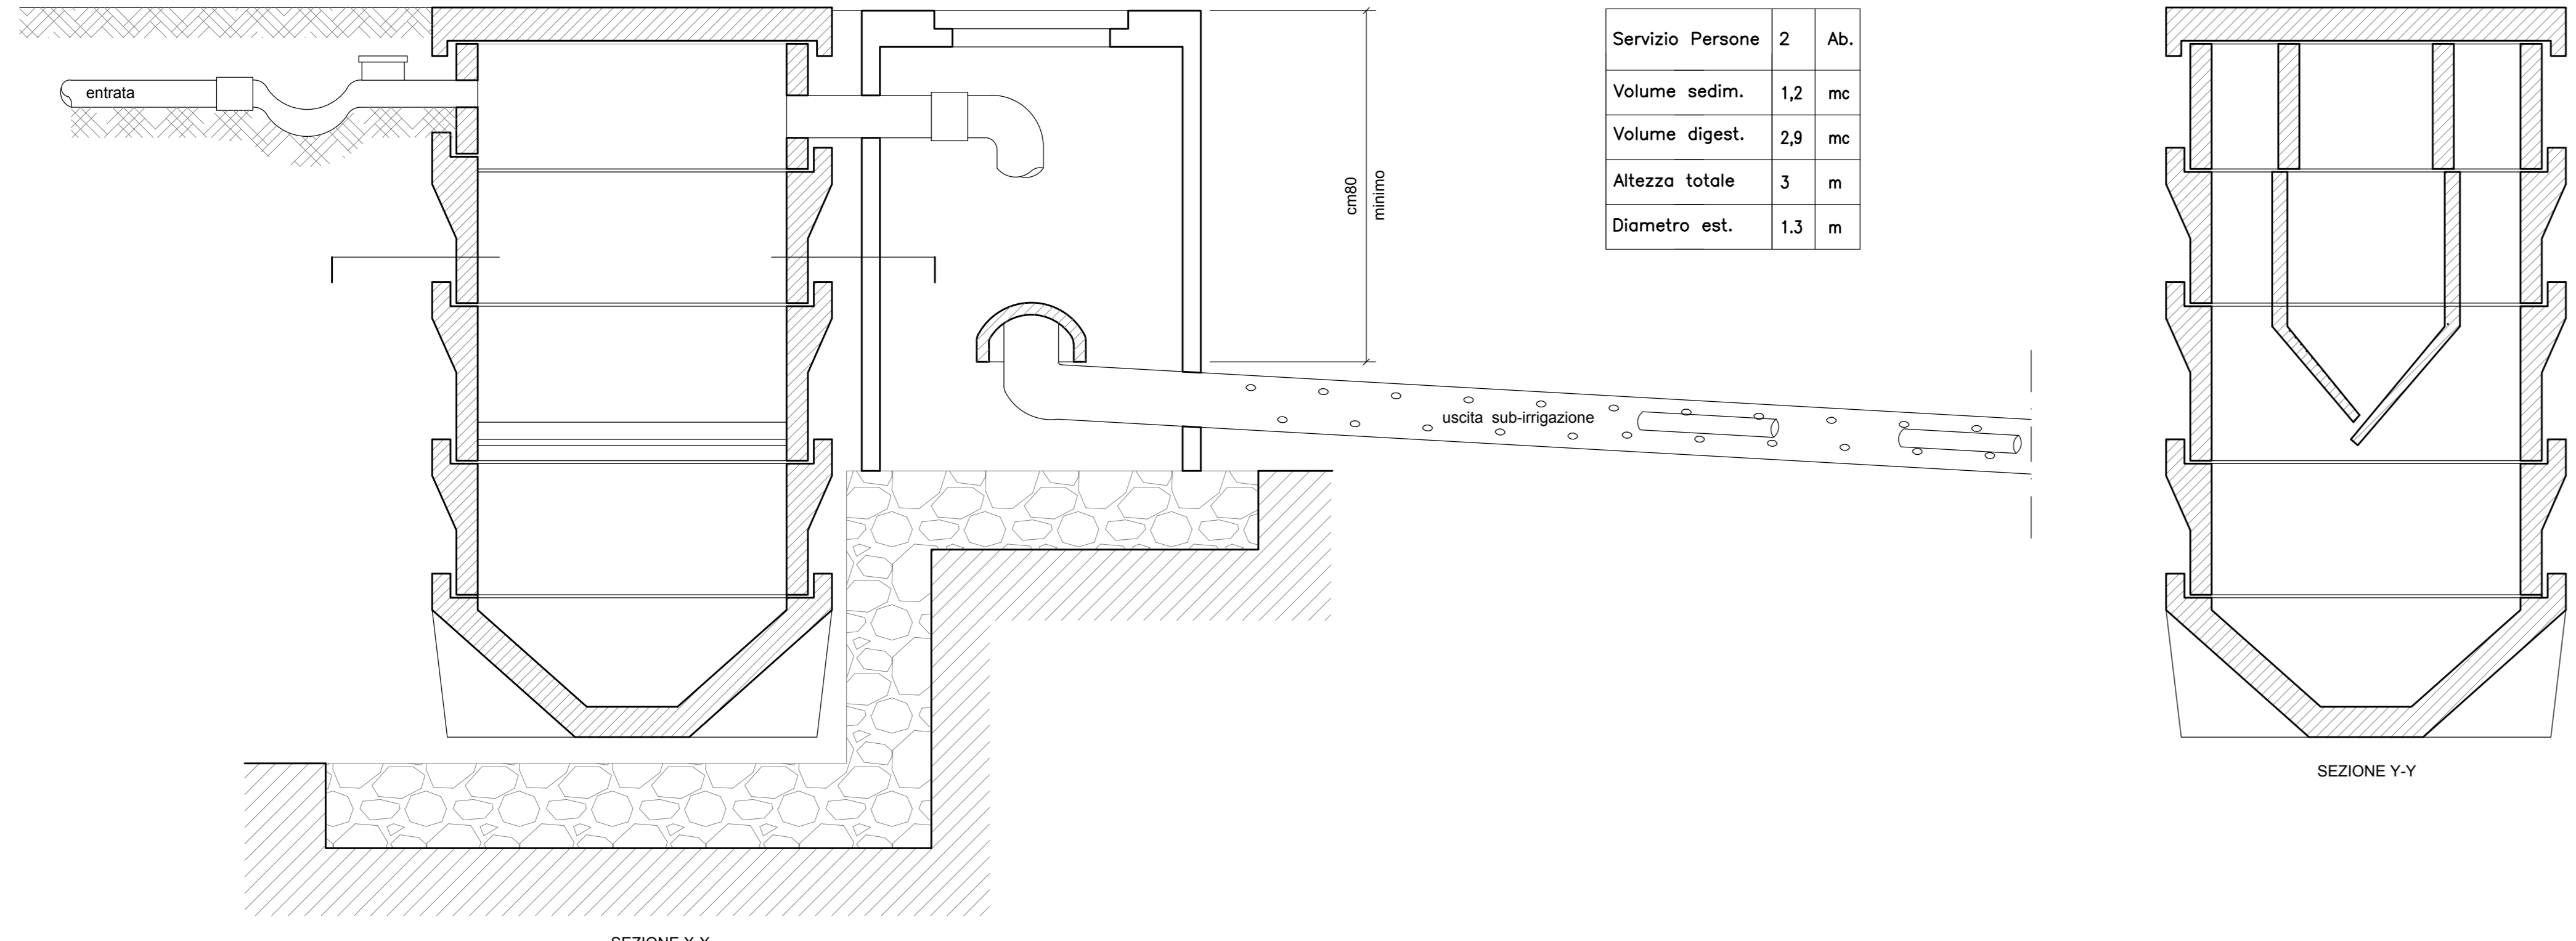 entrata
cm80
minimo
Servizio Persone 2 Ab.
Volume sedim. 1,2 mc
Volume digest. 2,9 mc
Altezza totale 3 m
Diametro est. 1.3 m
uscita sub-irrigazione
SEZIONE Y-Y